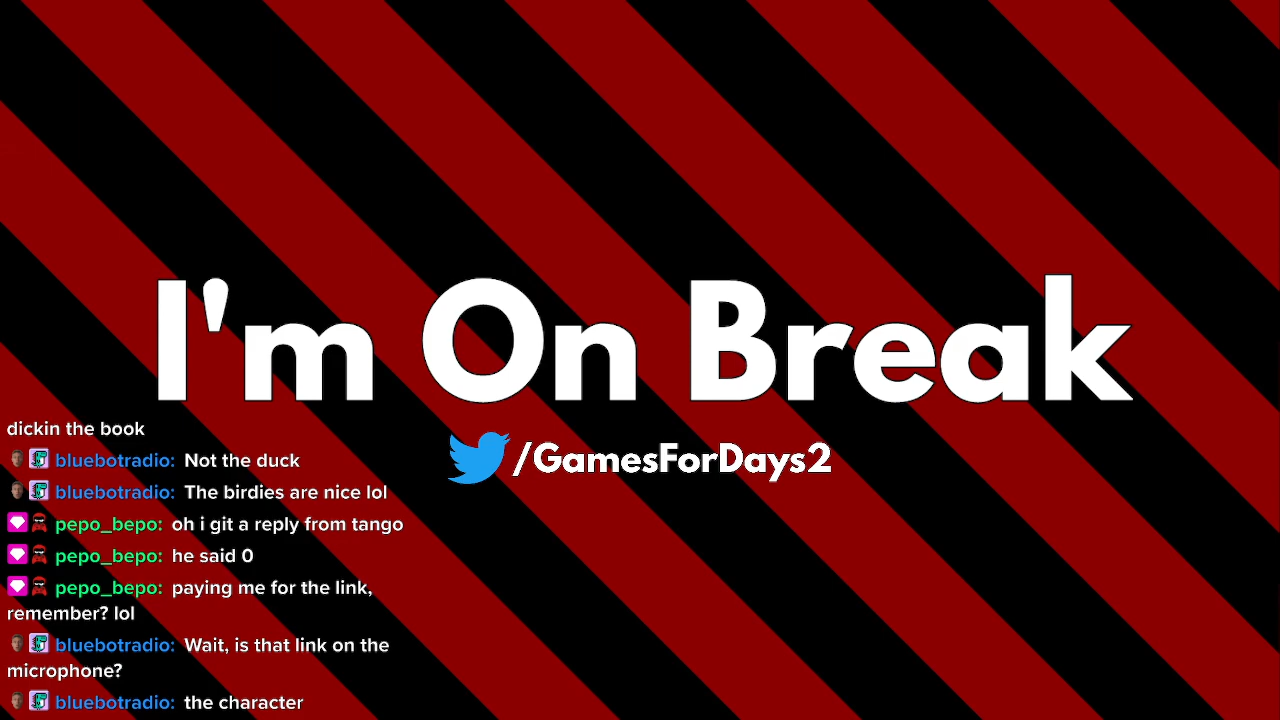 I'm On Break
/GamesForDays2
dickin the book
bluebotradio: Not the duck
bluebotradio: The birdies are nice lol
pepo_bepo: oh i git a reply from tango
pepo_bepo: he said 0
pepo_bepo: paying me for the link,
remember? lol
bluebotradio: Wait, is that link on the
microphone?
bluebotradio: the character